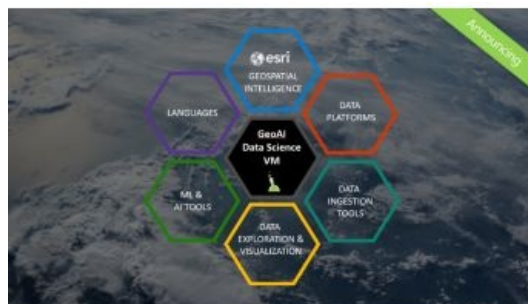 Announcing
esri
GEOSPATIAL
INTELLIGENCE
LANGUAGES
DATA
PLATFORMS
GeoAI
Data Science
VM
ML &
AI TOOLS
DATA
INGESTION
TOOLS
DATA
EXPLORATION &
VISUALIZATION